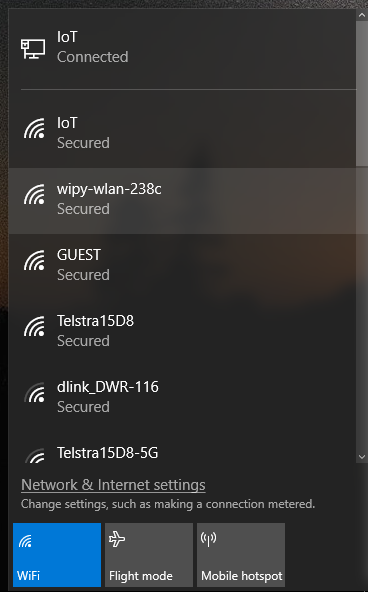 IoT
Connected
IoT
Secured
wipy-wlan-238c
Secured
GUEST
Secured
Telstra15D8
Secured
dlink_DWR-116
Secured
Telstra15D8-5G
Network & Internet settings
Change settings, such as making a connection metered.
WiFi
Flight mode
Mobile hotspot